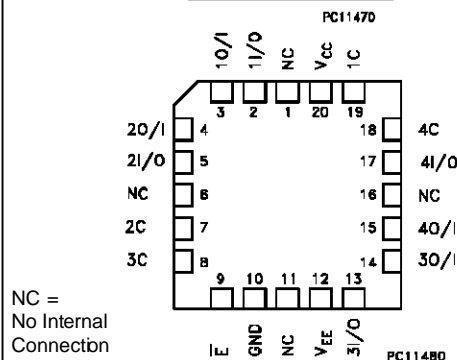 PC11470
1O/I 1I/O NC VCC 1C
3 2 1 20 19
2O/I 4 18 4C
2I/O 5 17 4I/O
NC 6 16 NC
2C 7 15 4O/I
3C 8 14 3O/I
9 10 11 12 13
E̅ GND NC VEE 3I/O
NC =
No Internal
Connection
PC11480